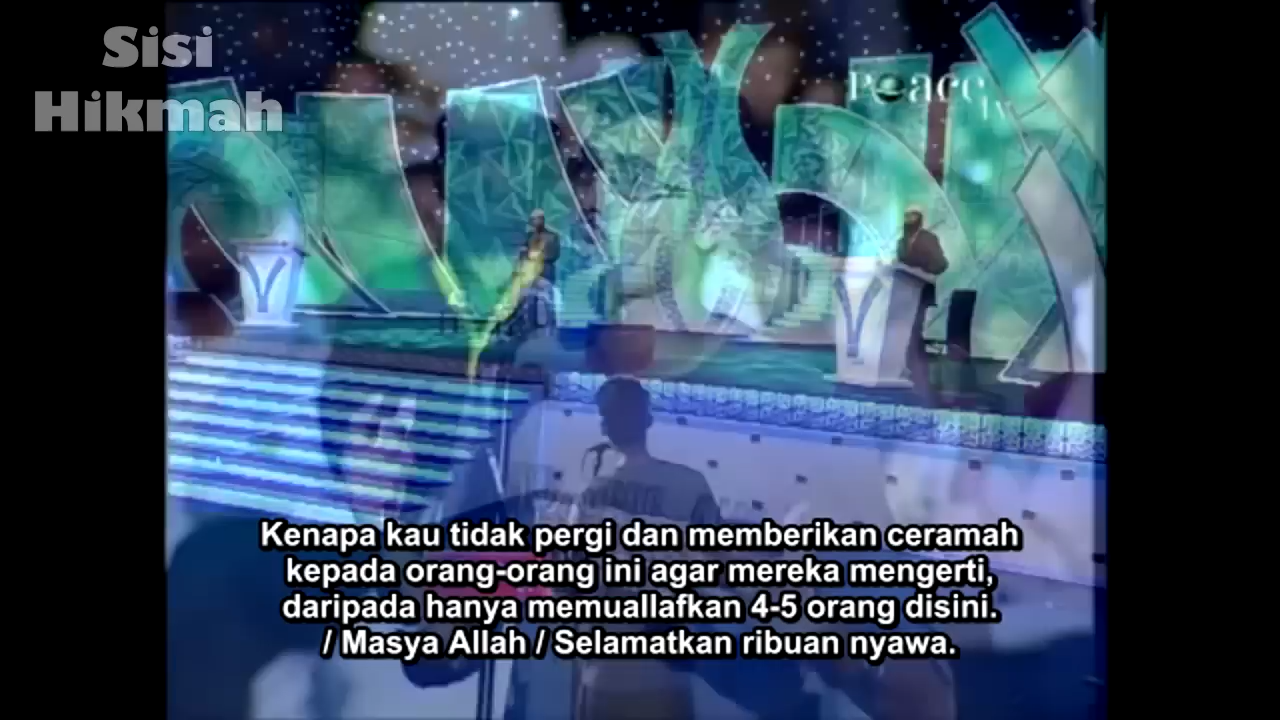 Sisi
Hikmah
Peace
tv
Kenapa kau tidak pergi dan memberikan ceramah
kepada orang-orang ini agar mereka mengerti,
daripada hanya memuallafkan 4-5 orang disini.
/ Masya Allah / Selamatkan ribuan nyawa.